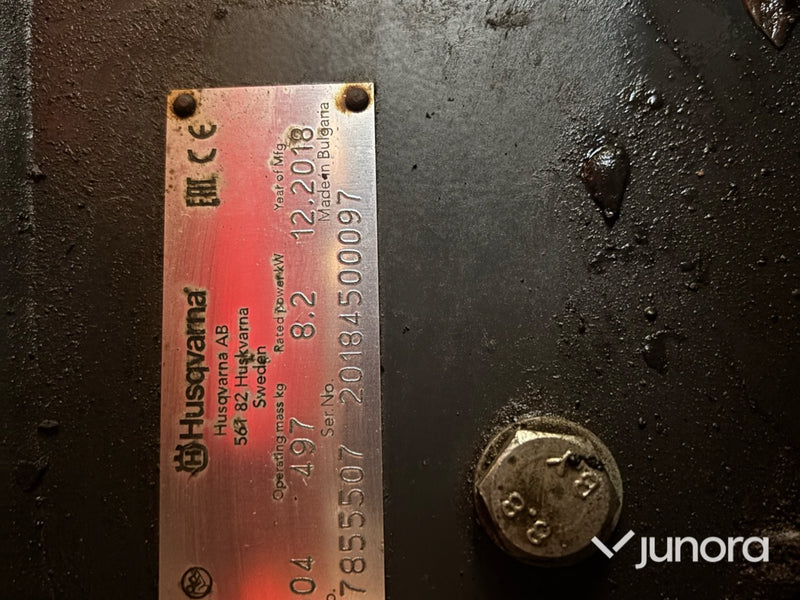 EAC CE
Husqvarna
Husqvarna AB
561 82 Huskvarna
Sweden
Operating mass kg Rated power kW Year of Mfg.
04 497 8.2 12.2018
Ser.No. Made in Bulgaria
7855507 20184500097
8.8
junora